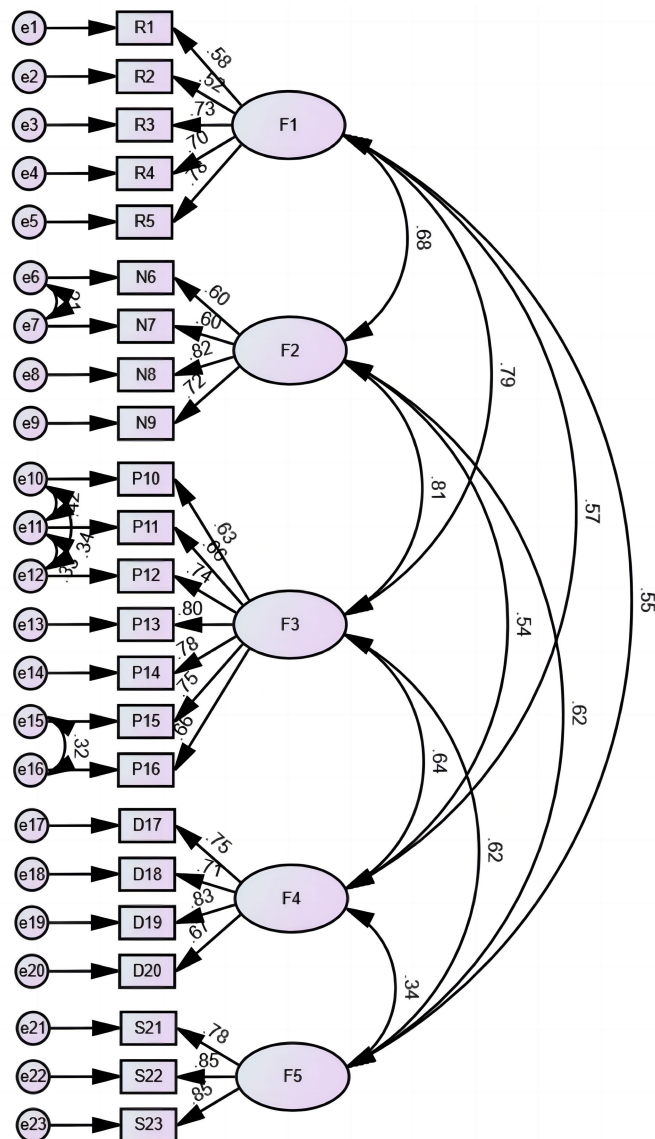 e1 R1
.58
e2 R2
.52
e3 R3 .73 F1
.70
e4 R4
e5 R5
.68
e6 N6
.60
e7 N7 .60
F2
.82
e8 N8
.79
.72
e9 N9
e10 P10
.81
.42
.63
.57
e11 P11
.34 .66
.74
e12 P12
.55
e13 P13 .80 F3
.54
.78
e14 P14
.75
.62
e15 P15
.32 .66
.64
e16 P16
e17 D17
.75
.62
.71
e18 D18
F4
.83
e19 D19
.67
e20 D20
.34
e21 S21
.78
.85
e22 S22 F5
.85
e23 S23